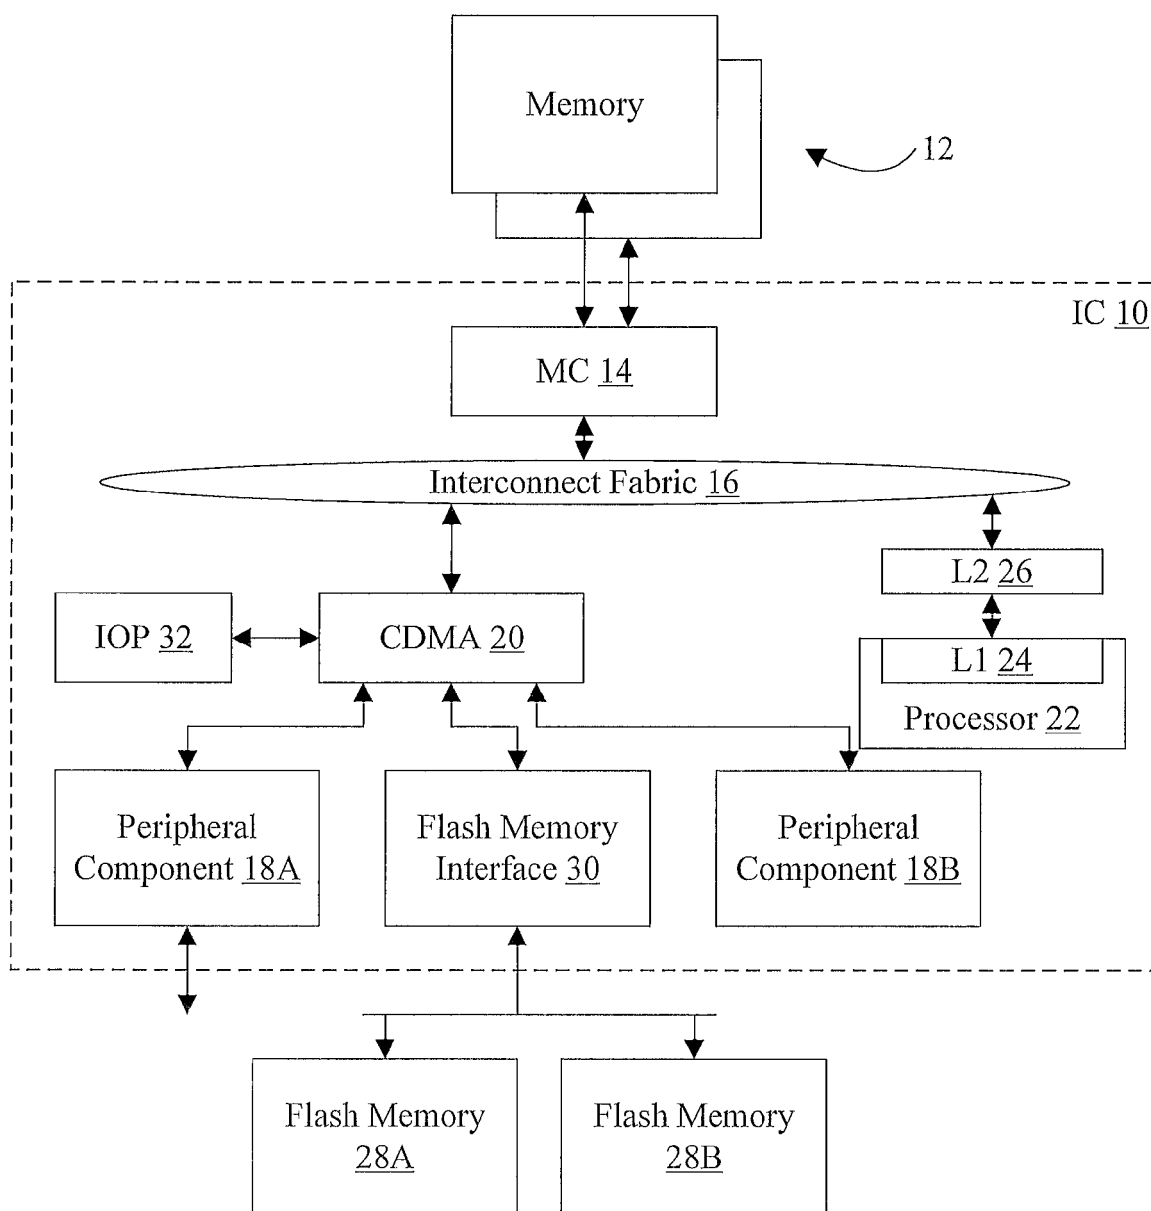 Memory
12
IC 10
MC 14
Interconnect Fabric 16
L2 26
IOP 32
CDMA 20
L1 24
Processor 22
Peripheral
Component 18A
Flash Memory
Interface 30
Peripheral
Component 18B
Flash Memory
28A
Flash Memory
28B